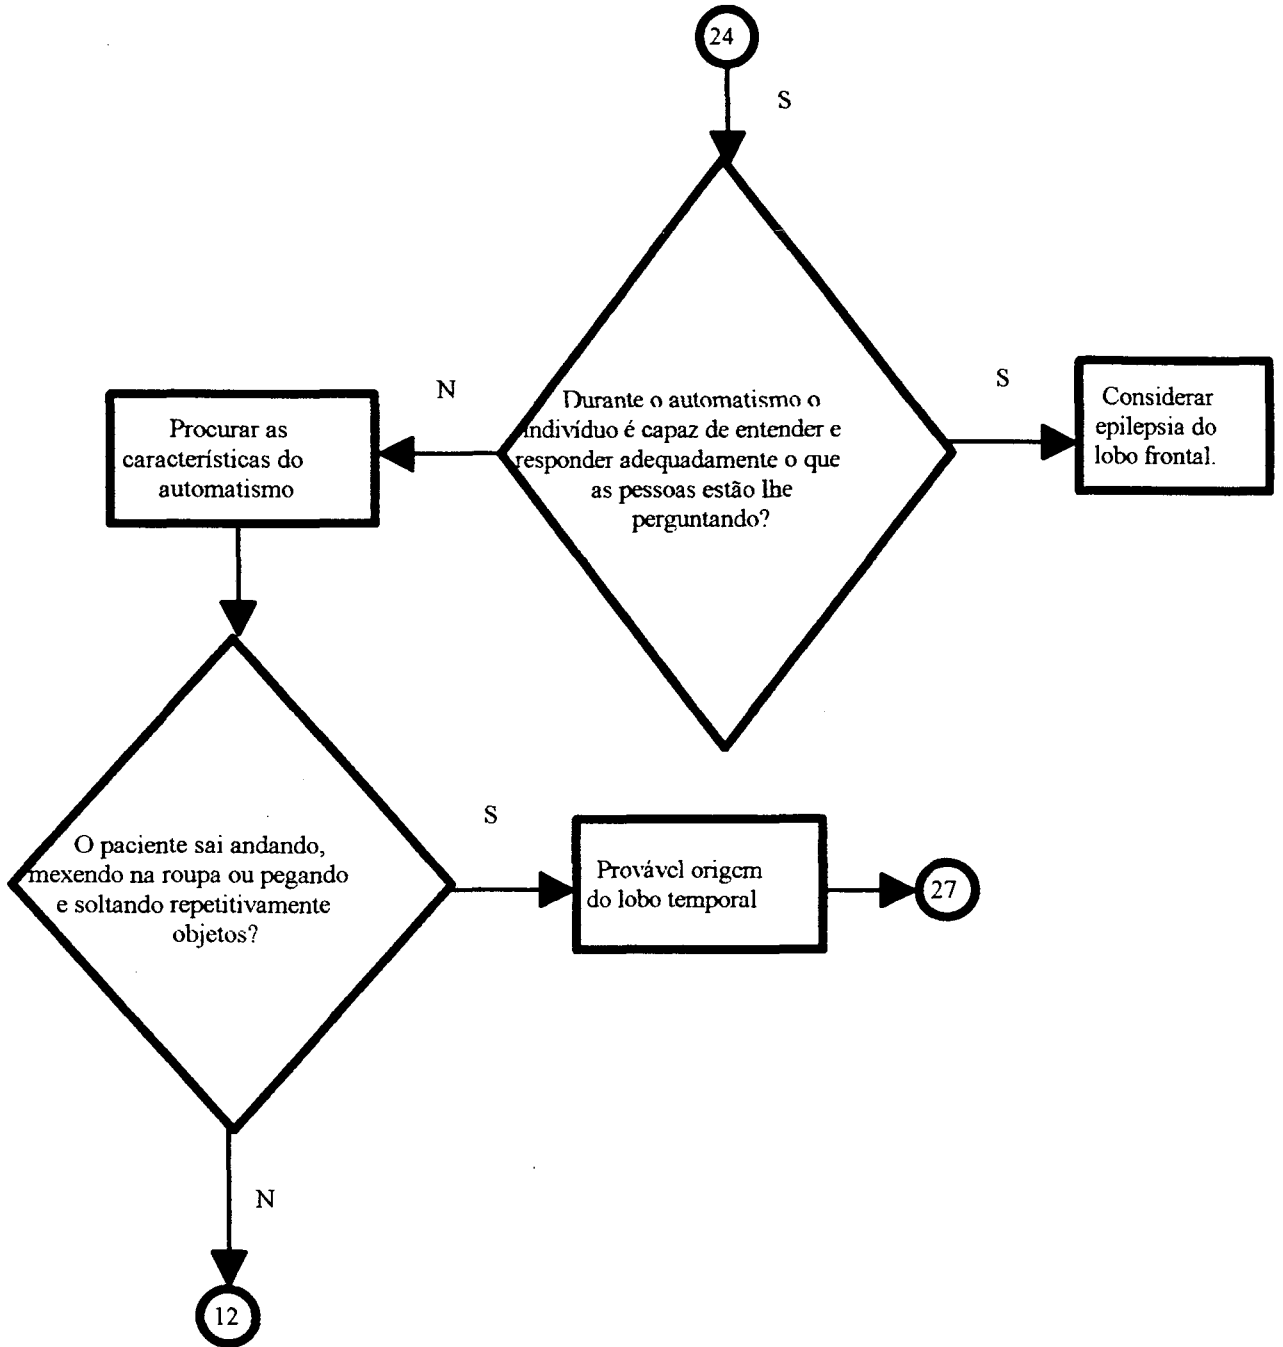 24
S
Durante o automatismo o
indivíduo é capaz de entender e
responder adequadamente o que
as pessoas estão lhe
perguntando?
S
Considerar
epilepsia do
lobo frontal.
N
Procurar as
características do
automatismo
O paciente sai andando,
mexendo na roupa ou pegando
e soltando repetitivamente
objetos?
S
Provável origem
do lobo temporal
27
N
12